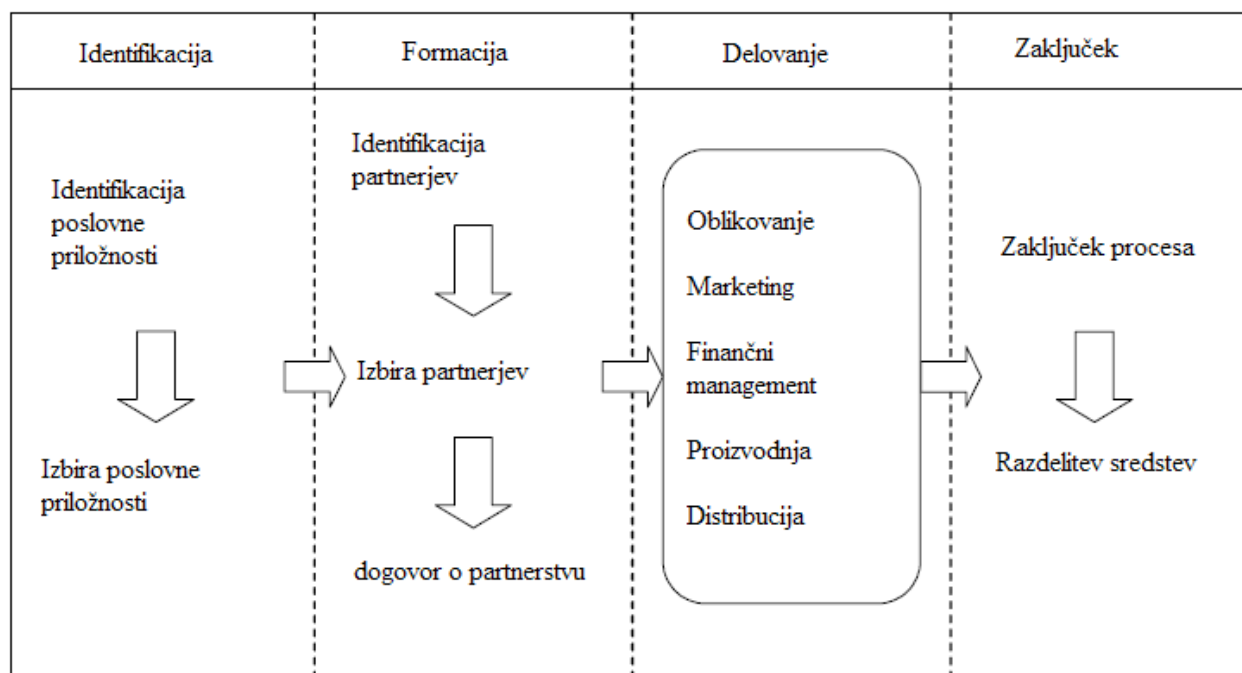 Identifikacija
Formacija
Delovanje
Zaključek
Identifikacija
poslovne
priložnosti
Izbira poslovne
priložnosti
Identifikacija
partnerjev
Izbira partnerjev
dogovor o partnerstvu
Oblikovanje
Marketing
Finančni
management
Proizvodnja
Distribucija
Zaključek procesa
Razdelitev sredstev